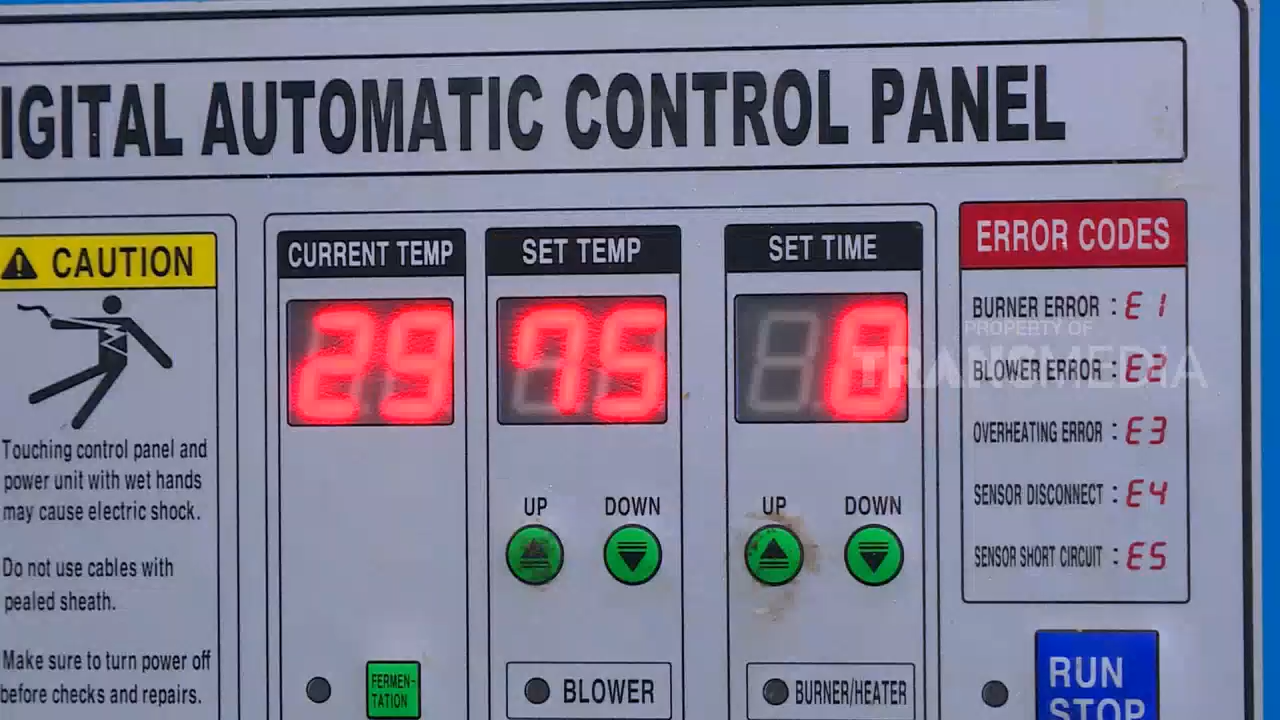 IGITAL AUTOMATIC CONTROL PANEL
CAUTION
Touching control panel and
power unit with wet hands
may cause electric shock.
Do not use cables with
pealed sheath.
Make sure to turn power off
before checks and repairs.
CURRENT TEMP
29
SET TEMP
75
UP DOWN
SET TIME
8
UP DOWN
FERMEN-
TATION
BLOWER
BURNER/HEATER
ERROR CODES
BURNER ERROR : E1
BLOWER ERROR : E2
OVERHEATING ERROR : E3
SENSOR DISCONNECT : E4
SENSOR SHORT CIRCUIT : E5
RUN
STOP
PROPERTY OF
TRANSMEDIA